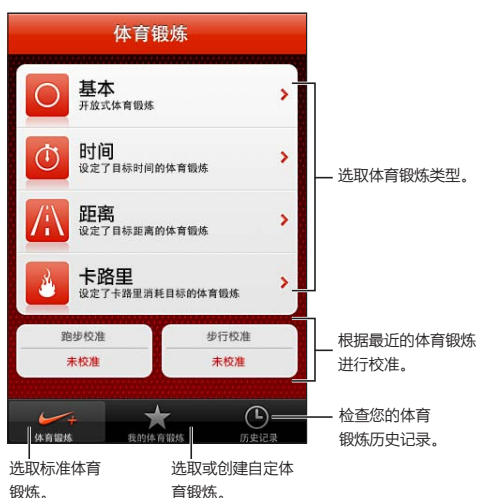 体育锻炼
基本
开放式体育锻炼
时间
设定了目标时间的体育锻炼
选取体育锻炼类型。
距离
设定了目标距离的体育锻炼
卡路里
设定了卡路里消耗目标的体育锻炼
跑步校准
步行校准
未校准
未校准
根据最近的体育锻炼
进行校准。
体育锻炼
我的体育锻炼
历史记录
检查您的体育
锻炼历史记录。
选取标准体育
锻炼。
选取或创建自定体
育锻炼。